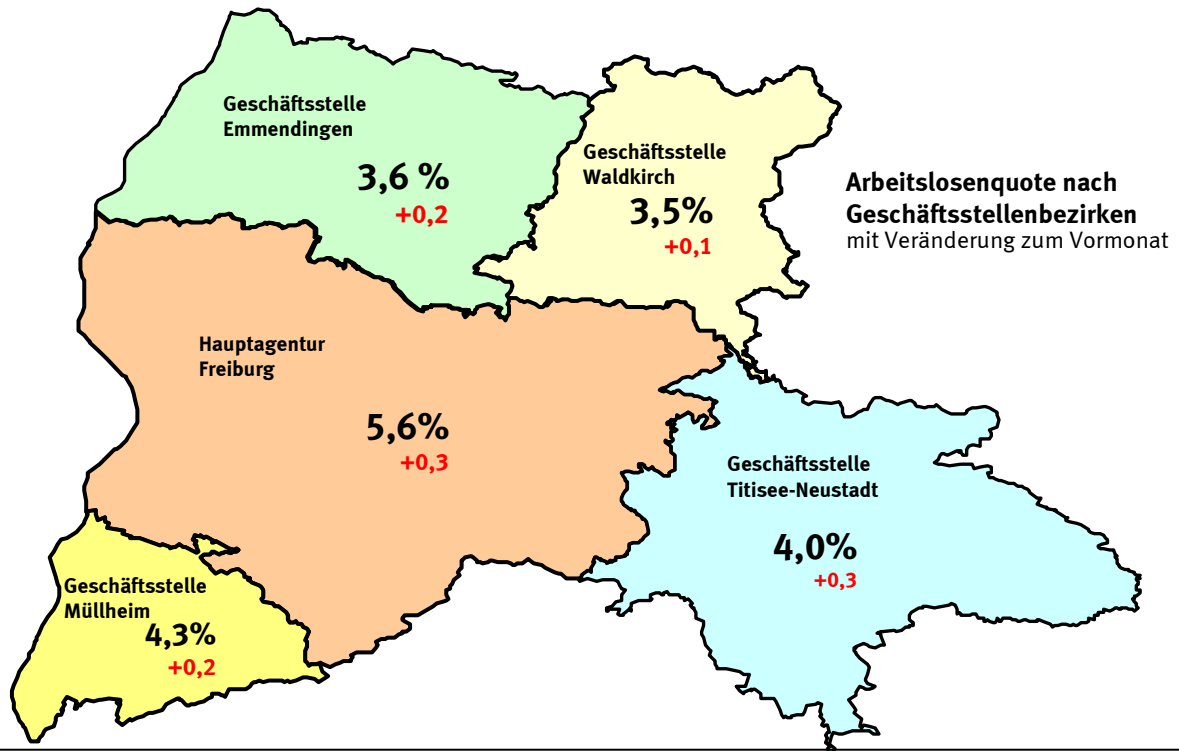 Geschäftsstelle
Emmendingen
3,6 %
+0,2
Geschäftsstelle
Waldkirch
3,5%
+0,1
Arbeitslosenquote nach
Geschäftsstellenbezirken
mit Veränderung zum Vormonat
Hauptagentur
Freiburg
5,6%
+0,3
Geschäftsstelle
Titisee-Neustadt
4,0%
+0,3
Geschäftsstelle
Müllheim
4,3%
+0,2